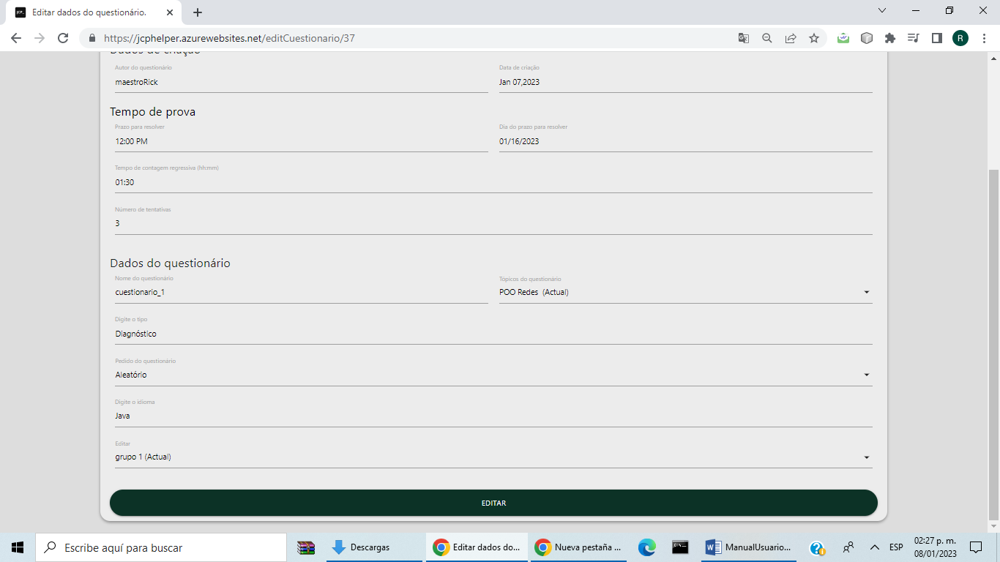 Editar dados do questionário.
https://jcphelper.azurewebsites.net/editCuestionario/37
R
Dados de criação
Autor do questionário
Data de criação
maestroRick
Jan 07,2023
Tempo de prova
Prazo para resolver
Dia do prazo para resolver
12:00 PM
01/16/2023
Tempo de contagem regressiva (hh:mm)
01:30
Número de tentativas
3
Dados do questionário
Nome do questionário
Tópicos do questionário
cuestionario_1
POO Redes (Actual)
Digite o tipo
Diagnóstico
Pedido do questionário
Aleatório
Digite o idioma
Java
Editar
grupo 1 (Actual)
EDITAR
Escribe aquí para buscar
Descargas
Editar dados do...
Nueva pestaña ...
ManualUsuario...
ESP
02:27 p. m.
08/01/2023